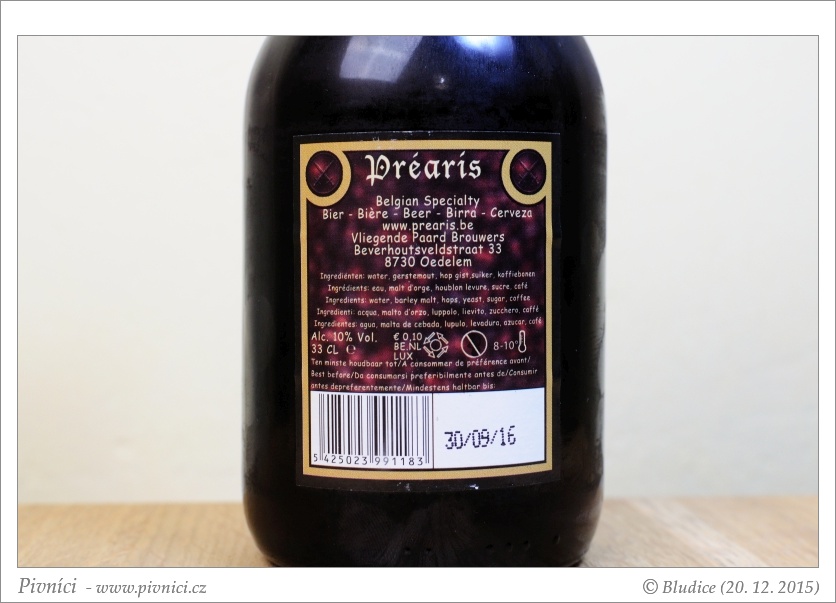 Préaris
Belgian Specialty
Bier - Bière - Beer - Birra - Cerveza
www.prearis.be
Vliegende Paard Brouwers
Beverhoutsveldstraat 33
8730 Oedelem
Ingrediënten: water, gerstemout, hop gist,suiker, koffiebonen
Ingrédients: eau, malt d'orge, houblon levure, sucre, café
Ingredients: water, barley malt, hops, yeast, sugar, coffee
Ingredienti: acqua, malto d'orzo, luppolo, lievito, zucchero, caffè
Ingredientes: agua, malta de cebada, lupulo, levadura, azucar, café
Alc. 10% Vol.
33 CL e
€ 0,10
BE.NL
LUX
8-10°
Ten minste houdbaar tot/A consommer de préférence avant/
Best before/Da consumarsi preferibilmente antes de/Consumir
antes depreferentemente/Mindestens haltbar bis:
5 425023 991183
30/09/16
Pivníci - www.pivnici.cz
© Bludice (20. 12. 2015)